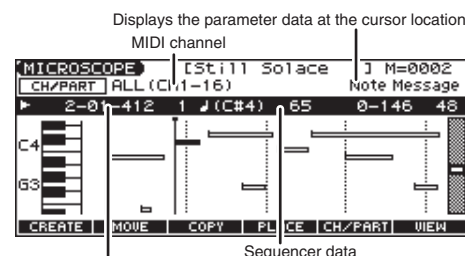 Displays the parameter data at the cursor location
MIDI channel
MICROSCOPE [Still Solace ] M=0002
CH/PART ALL (Ch1-16) Note Message
2-01-412 1 ♩(C#4) 65 0-146 48
C4
G3
CREATE MOVE COPY PLACE CH/PART VIEW
Sequencer data